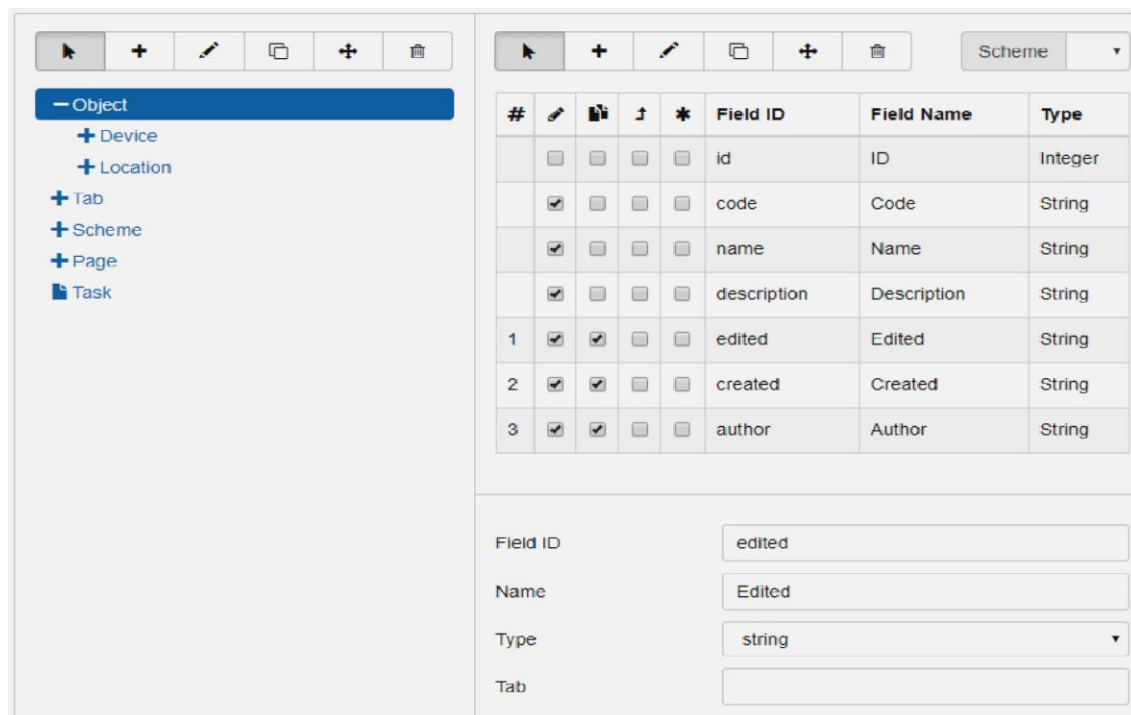 Scheme
Object
Device
Location
Tab
Scheme
Page
Task
# Field ID Field Name Type
id ID Integer
code Code String
name Name String
description Description String
1 edited Edited String
2 created Created String
3 author Author String
Field ID edited
Name Edited
Type string
Tab